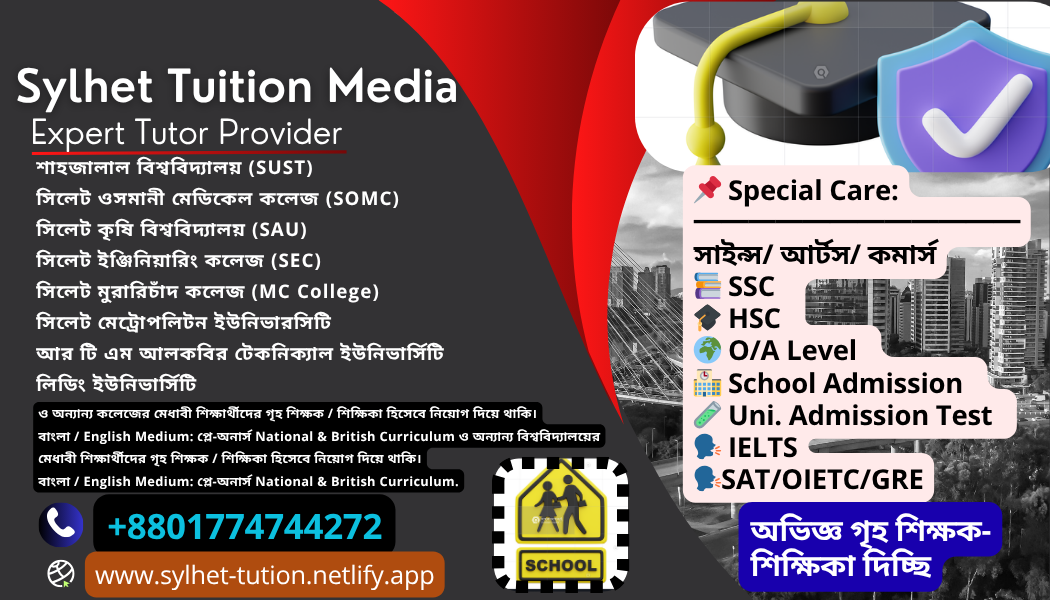 Sylhet Tuition Media
Expert Tutor Provider
শাহজালাল বিশ্ববিদ্যালয় (SUST)
সিলেট ওসমানী মেডিকেল কলেজ (SOMC)
সিলেট কৃষি বিশ্ববিদ্যালয় (SAU)
সিলেট ইঞ্জিনিয়ারিং কলেজ (SEC)
সিলেট মুরারিচাঁদ কলেজ (MC College)
সিলেট মেট্রোপলিটন ইউনিভারসিটি
আর টি এম আলকবির টেকনিক্যাল ইউনিভার্সিটি
লিডিং ইউনিভার্সিটি
ও অন্যান্য কলেজের মেধাবী শিক্ষার্থীদের গৃহ শিক্ষক / শিক্ষিকা হিসেবে নিয়োগ দিয়ে থাকি।
বাংলা / English Medium: প্লে-অনার্স National & British Curriculum ও অন্যান্য বিশ্ববিদ্যালয়ের
মেধাবী শিক্ষার্থীদের গৃহ শিক্ষক / শিক্ষিকা হিসেবে নিয়োগ দিয়ে থাকি।
বাংলা / English Medium: প্লে-অনার্স National & British Curriculum.
+8801774744272
www.sylhet-tution.netlify.app
SCHOOL
Special Care:
সাইন্স/ আর্টস/ কমার্স
SSC
HSC
O/A Level
School Admission
Uni. Admission Test
IELTS
SAT/OIETC/GRE
অভিজ্ঞ গৃহ শিক্ষক-
শিক্ষিকা দিচ্ছি